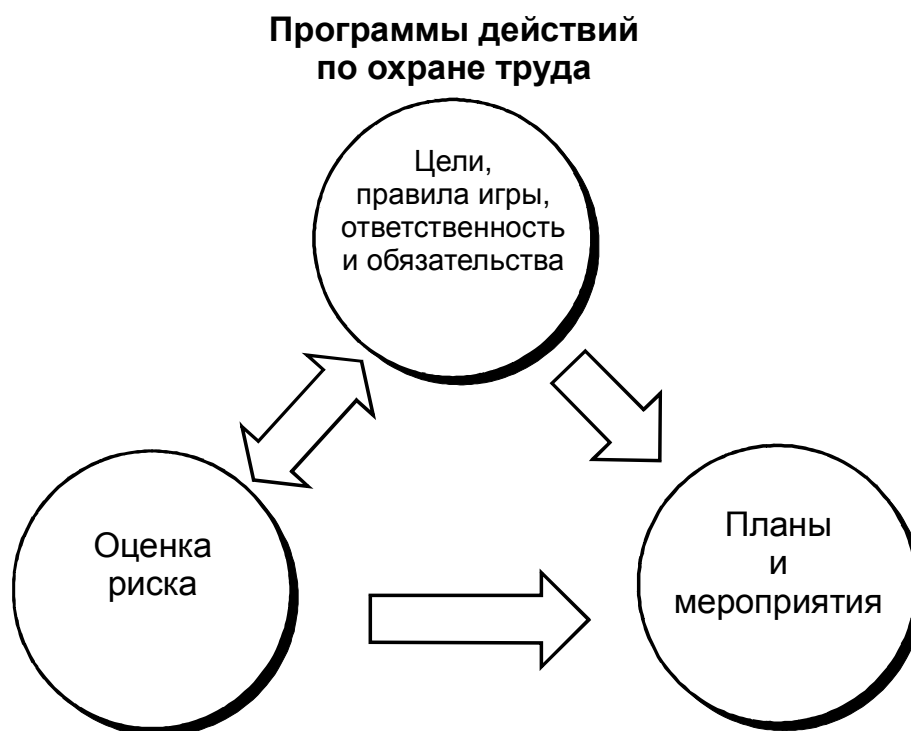 Программы действий
по охране труда
Цели,
правила игры,
ответственность
и обязательства
Оценка
риска
Планы
и
мероприятия